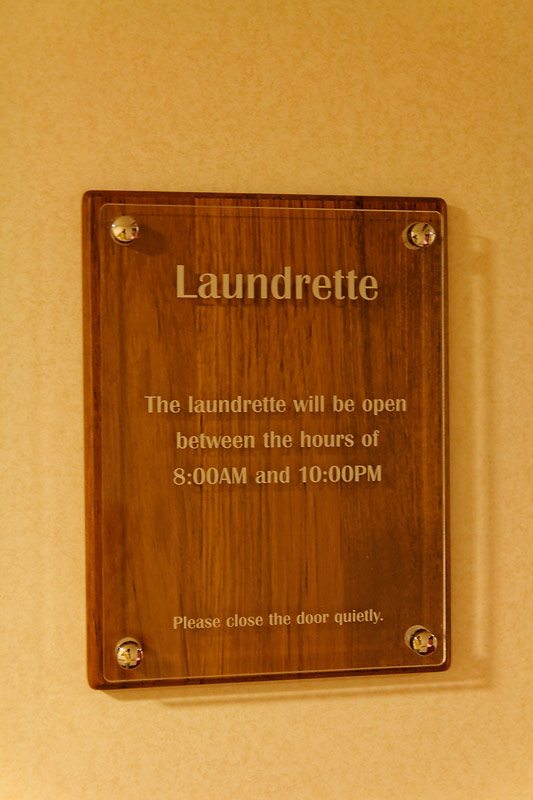 Laundrette
The laundrette will be open
between the hours of
8:00AM and 10:00PM
Please close the door quietly.